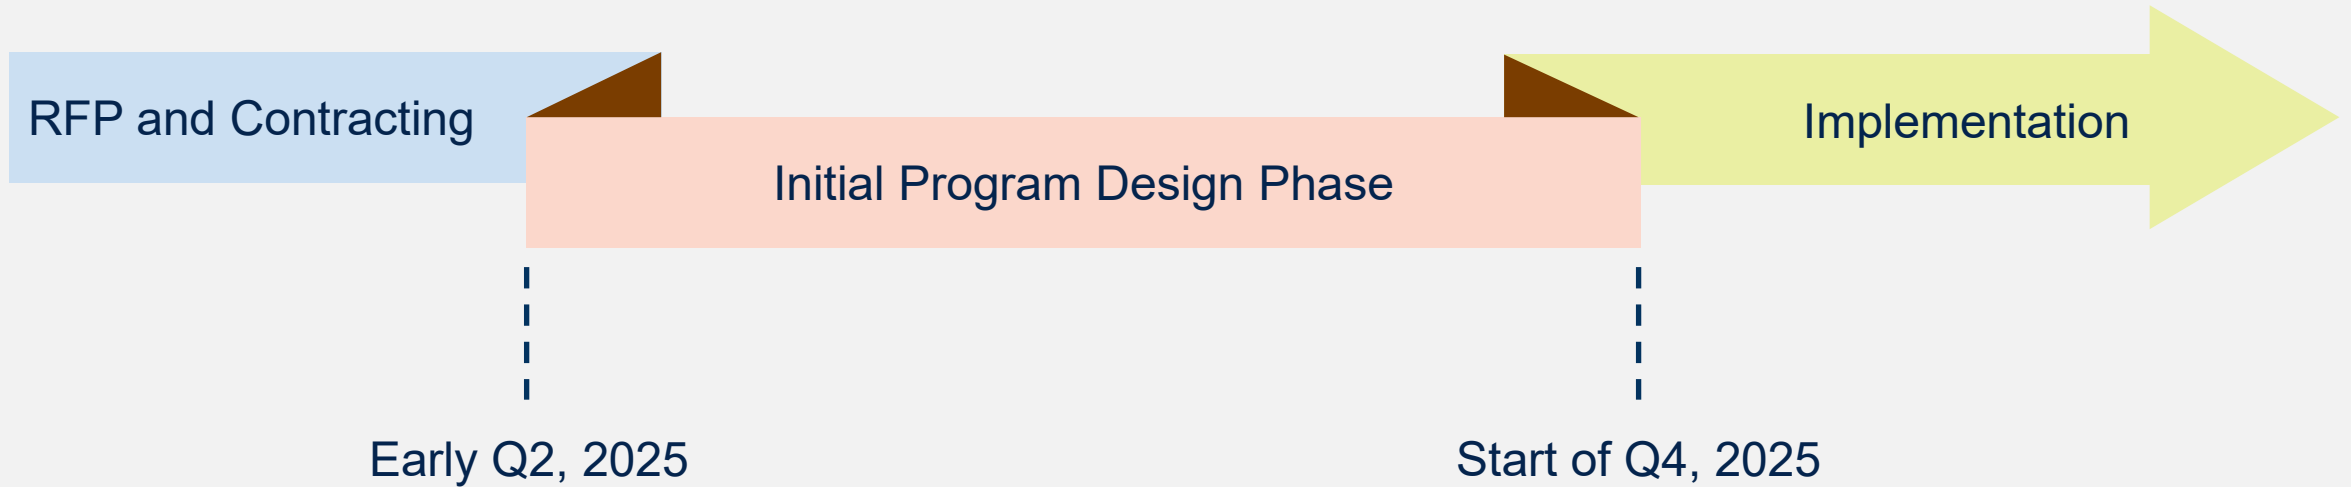 RFP and Contracting
Initial Program Design Phase
Implementation
Early Q2, 2025
Start of Q4, 2025